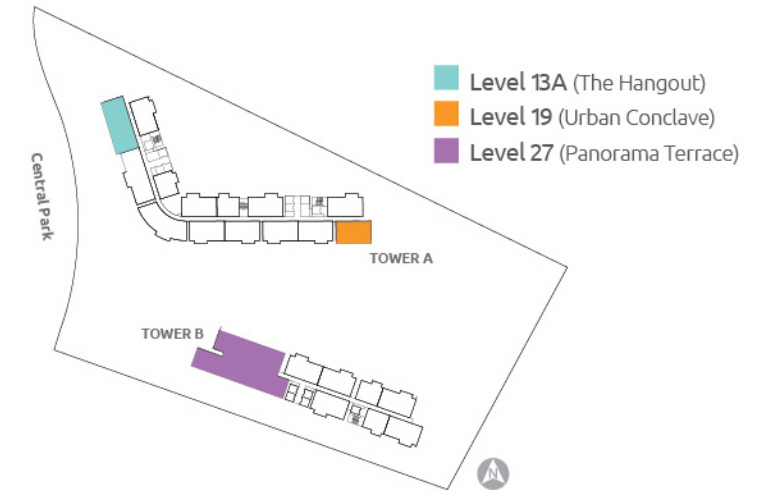 Level 13A (The Hangout)
Level 19 (Urban Conclave)
Level 27 (Panorama Terrace)
Central Park
TOWER A
TOWER B
N